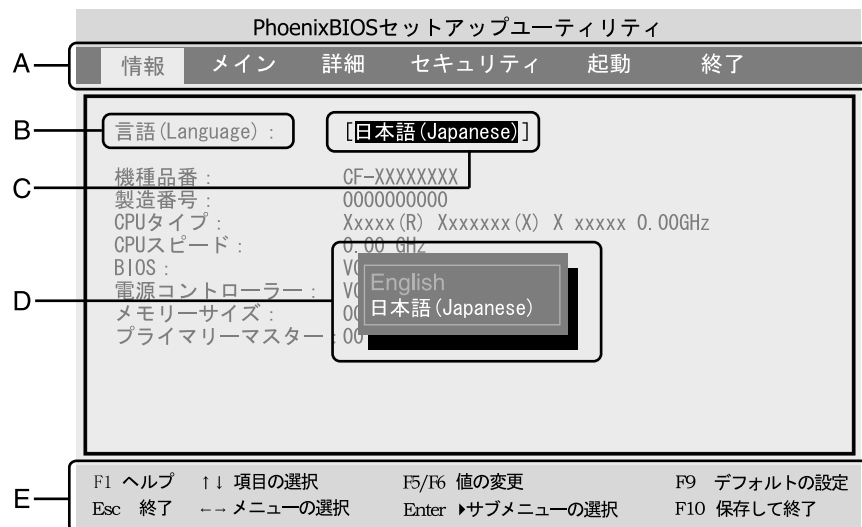 PhoenixBIOSセットアップユーティリティ
A
情報 メイン 詳細 セキュリティ 起動 終了
B
言語(Language) : [日本語(Japanese)]
C
機種品番 : CF-XXXXXXXX
製造番号 : 0000000000
CPUタイプ : Xxxxx(R) Xxxxxxx(X) X xxxxx 0.00GHz
CPUスピード : 0.00 GHz
BIOS : V0
電源コントローラー : V0
メモリーサイズ : 00
プライマリーマスター : 00
D
English
日本語(Japanese)
E
F1 ヘルプ ↑↓ 項目の選択 F5/F6 値の変更 F9 デフォルトの設定
Esc 終了 ←→ メニューの選択 Enter ▶サブメニューの選択 F10 保存して終了